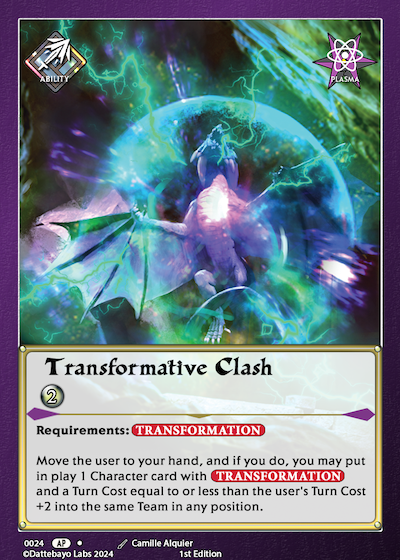 ABILITY
PLASMA
Transformative Clash
2
Requirements: TRANSFORMATION
Move the user to your hand, and if you do, you may put
in play 1 Character card with TRANSFORMATION
and a Turn Cost equal to or less than the user's Turn Cost
+2 into the same Team in any position.
0024 AP • Camille Alquier
©Dattebayo Labs 2024 1st Edition